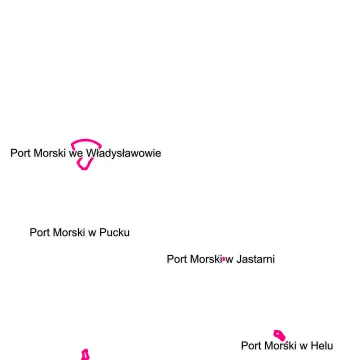 Port Morski we Władysławowie
Port Morski w Pucku
Port Morski w Jastarni
Port Morski w Helu